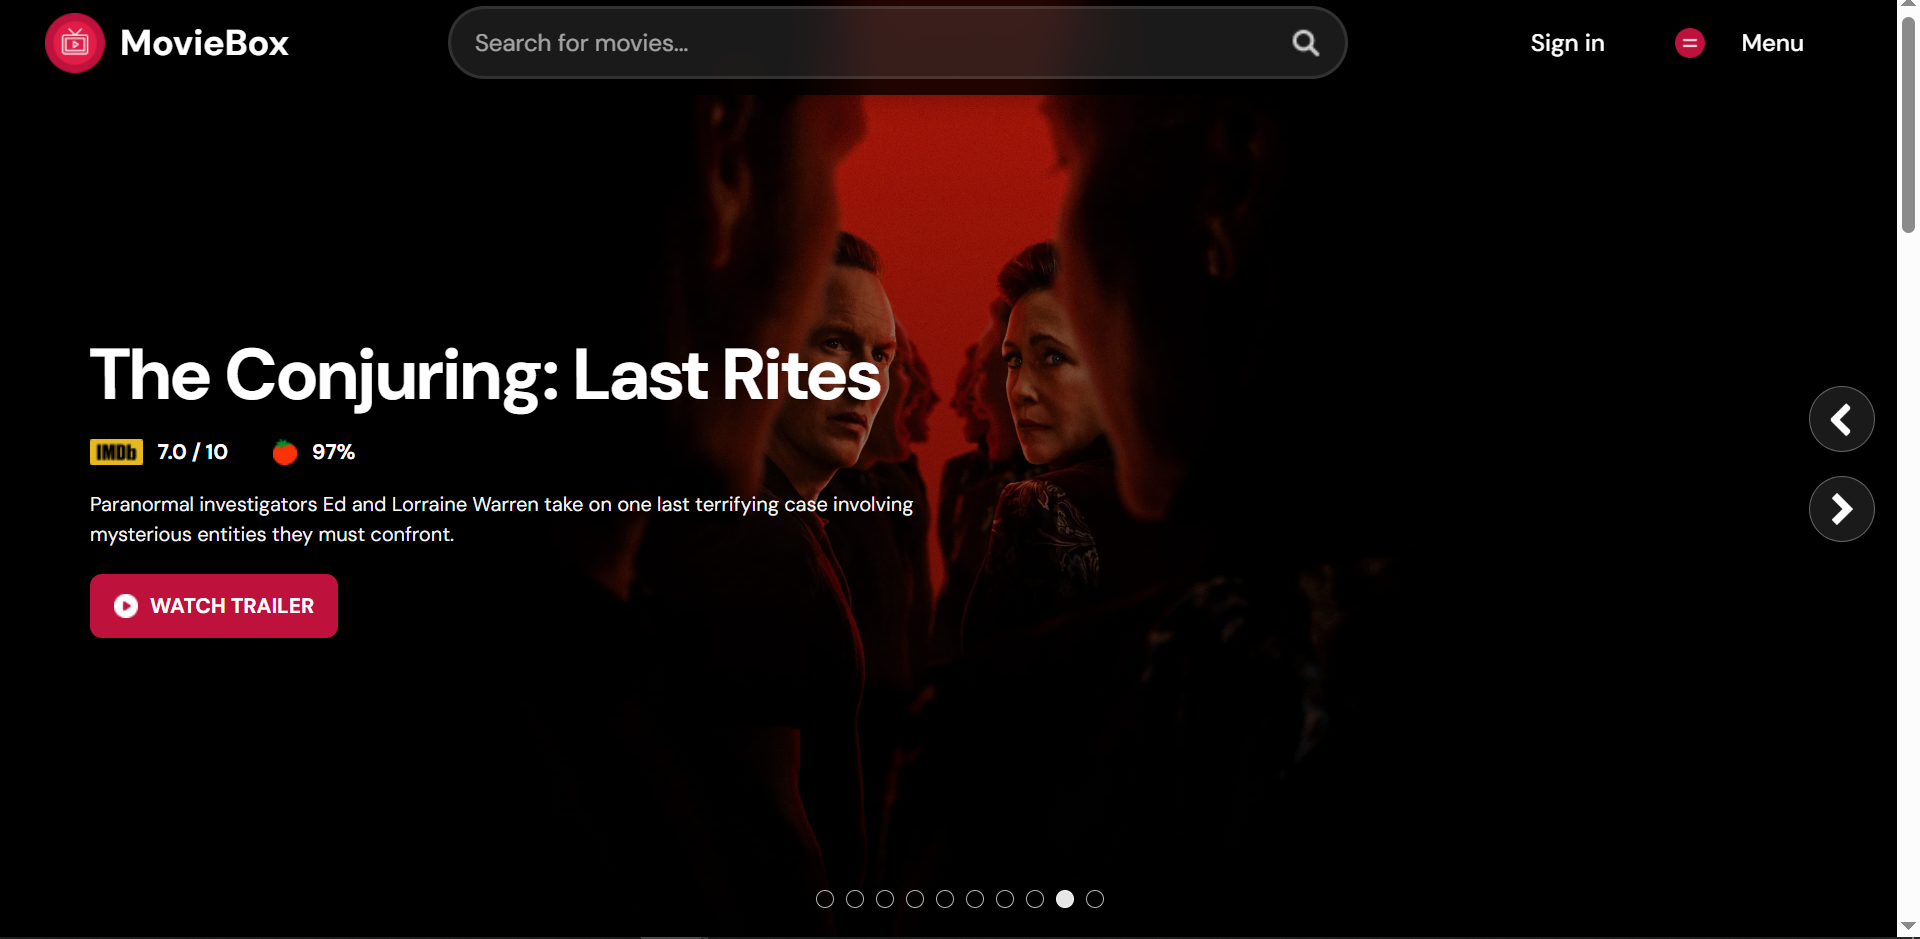 MovieBox
Search for movies...
Sign in
Menu
The Conjuring: Last Rites
IMDb 7.0 / 10 97%
Paranormal investigators Ed and Lorraine Warren take on one last terrifying case involving
mysterious entities they must confront.
WATCH TRAILER